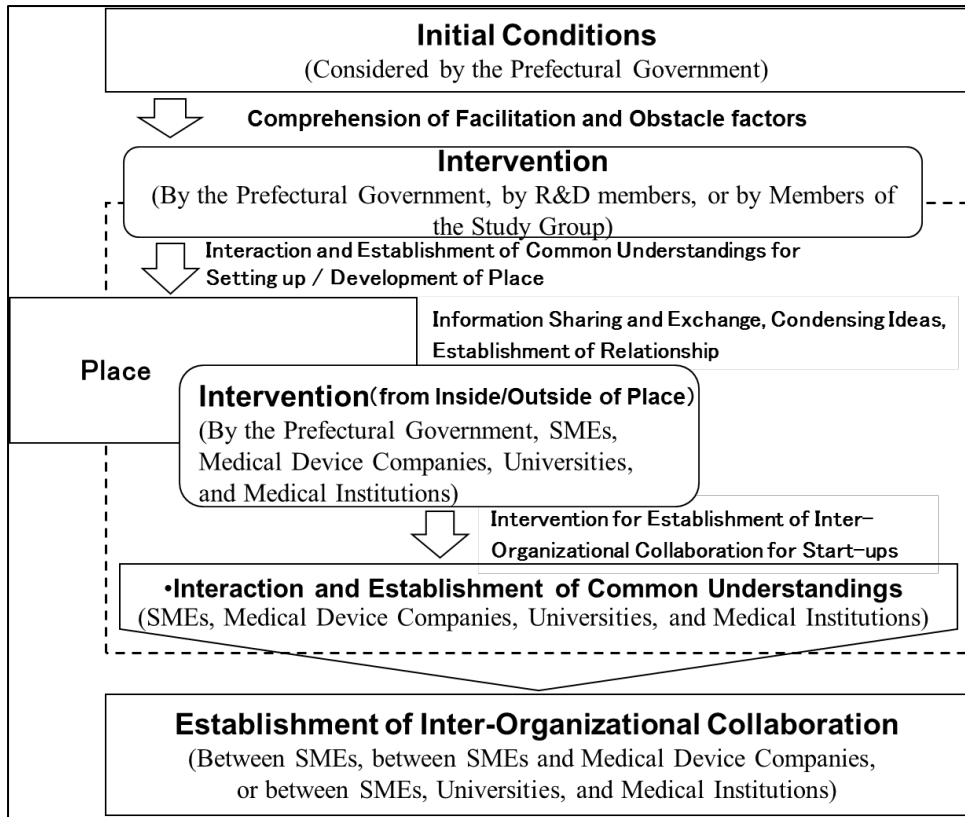 Initial Conditions
(Considered by the Prefectural Government)
Comprehension of Facilitation and Obstacle factors
Intervention
(By the Prefectural Government, by R&D members, or by Members of
the Study Group)
Interaction and Establishment of Common Understandings for
Setting up / Development of Place
Information Sharing and Exchange, Condensing Ideas,
Establishment of Relationship
Place
Intervention(from Inside/Outside of Place)
(By the Prefectural Government, SMEs,
Medical Device Companies, Universities,
and Medical Institutions)
Intervention for Establishment of Inter-
Organizational Collaboration for Start-ups
•Interaction and Establishment of Common Understandings
(SMEs, Medical Device Companies, Universities, and Medical Institutions)
Establishment of Inter-Organizational Collaboration
(Between SMEs, between SMEs and Medical Device Companies,
or between SMEs, Universities, and Medical Institutions)